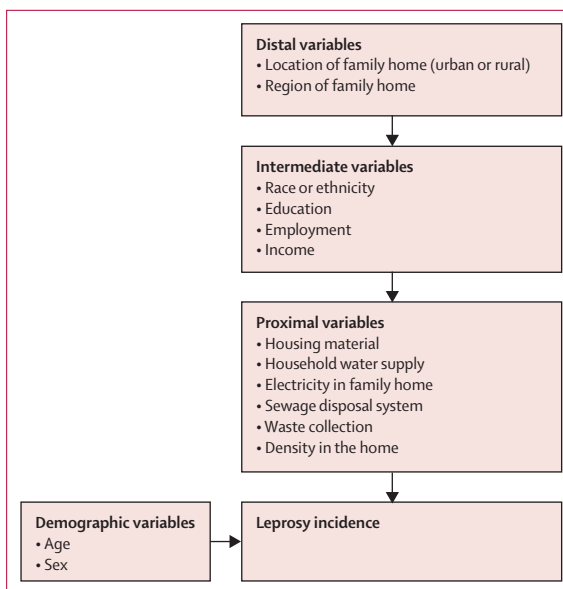 Distal variables
• Location of family home (urban or rural)
• Region of family home
Intermediate variables
• Race or ethnicity
• Education
• Employment
• Income
Proximal variables
• Housing material
• Household water supply
• Electricity in family home
• Sewage disposal system
• Waste collection
• Density in the home
Demographic variables
• Age
• Sex
Leprosy incidence